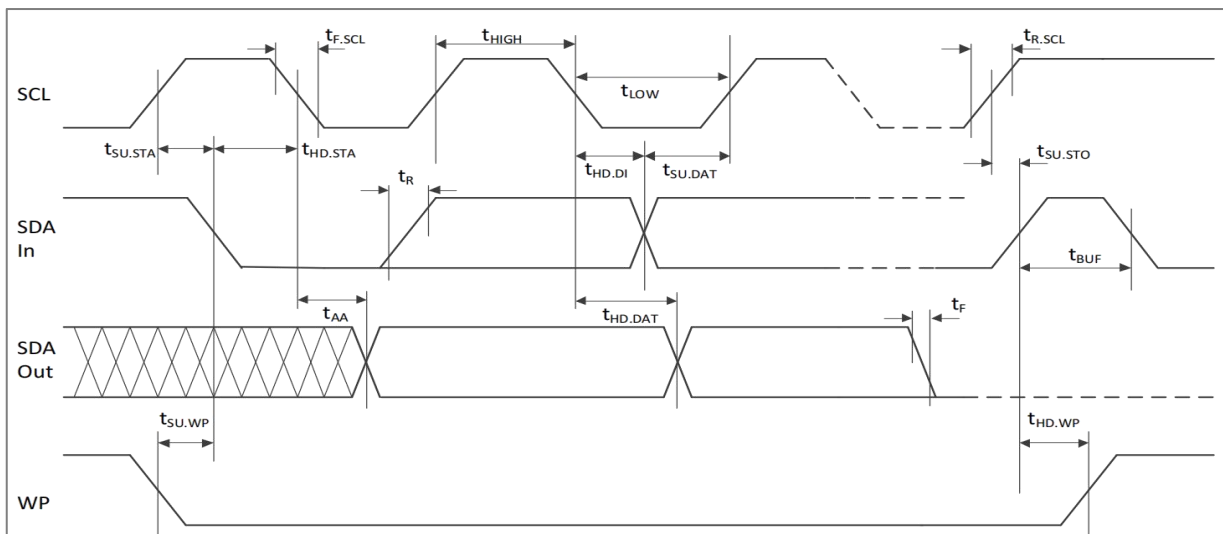 tF.SCL tHIGH tR.SCL
SCL
tLOW
tSU.STA tHD.STA tHD.DI tSU.DAT tSU.STO
tR
SDA
In
tBUF
tAA tHD.DAT tF
SDA
Out
tSU.WP tHD.WP
WP